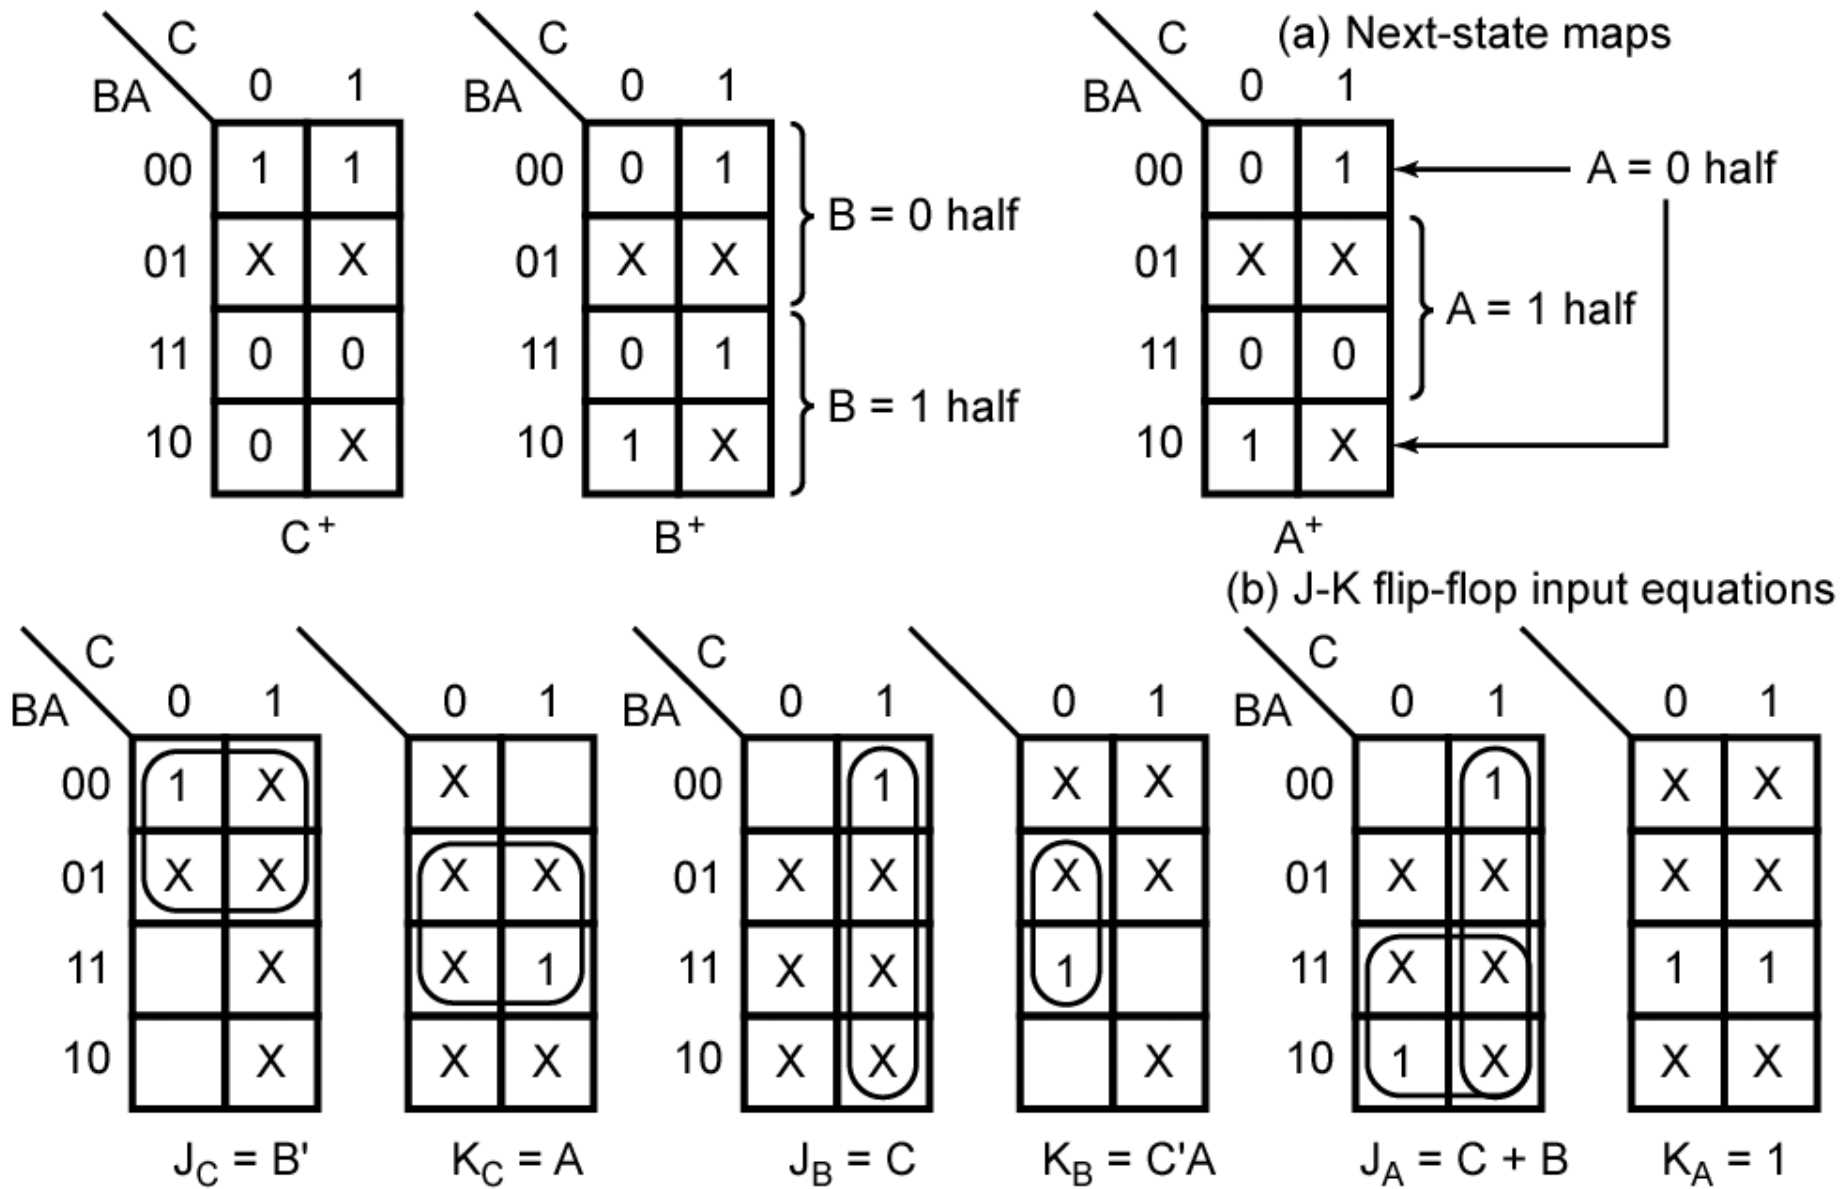 (a) Next-state maps
C C C
BA 0 1 BA 0 1 BA 0 1
00 1 1 00 0 1 00 0 1 A = 0 half
B = 0 half
01 X X 01 X X 01 X X
A = 1 half
11 0 0 11 0 1 11 0 0
B = 1 half
10 0 X 10 1 X 10 1 X
C⁺ B⁺ A⁺
(b) J-K flip-flop input equations
C C C
BA 0 1 0 1 BA 0 1 0 1 BA 0 1 0 1
00 1 X X 00 1 X X 00 1 X X
01 X X X X 01 X X X X 01 X X X X
11 X X 1 11 X X 1 11 X X 1 1
10 X X X 10 X X X 10 1 X X X
J_C = B' K_C = A J_B = C K_B = C'A J_A = C + B K_A = 1